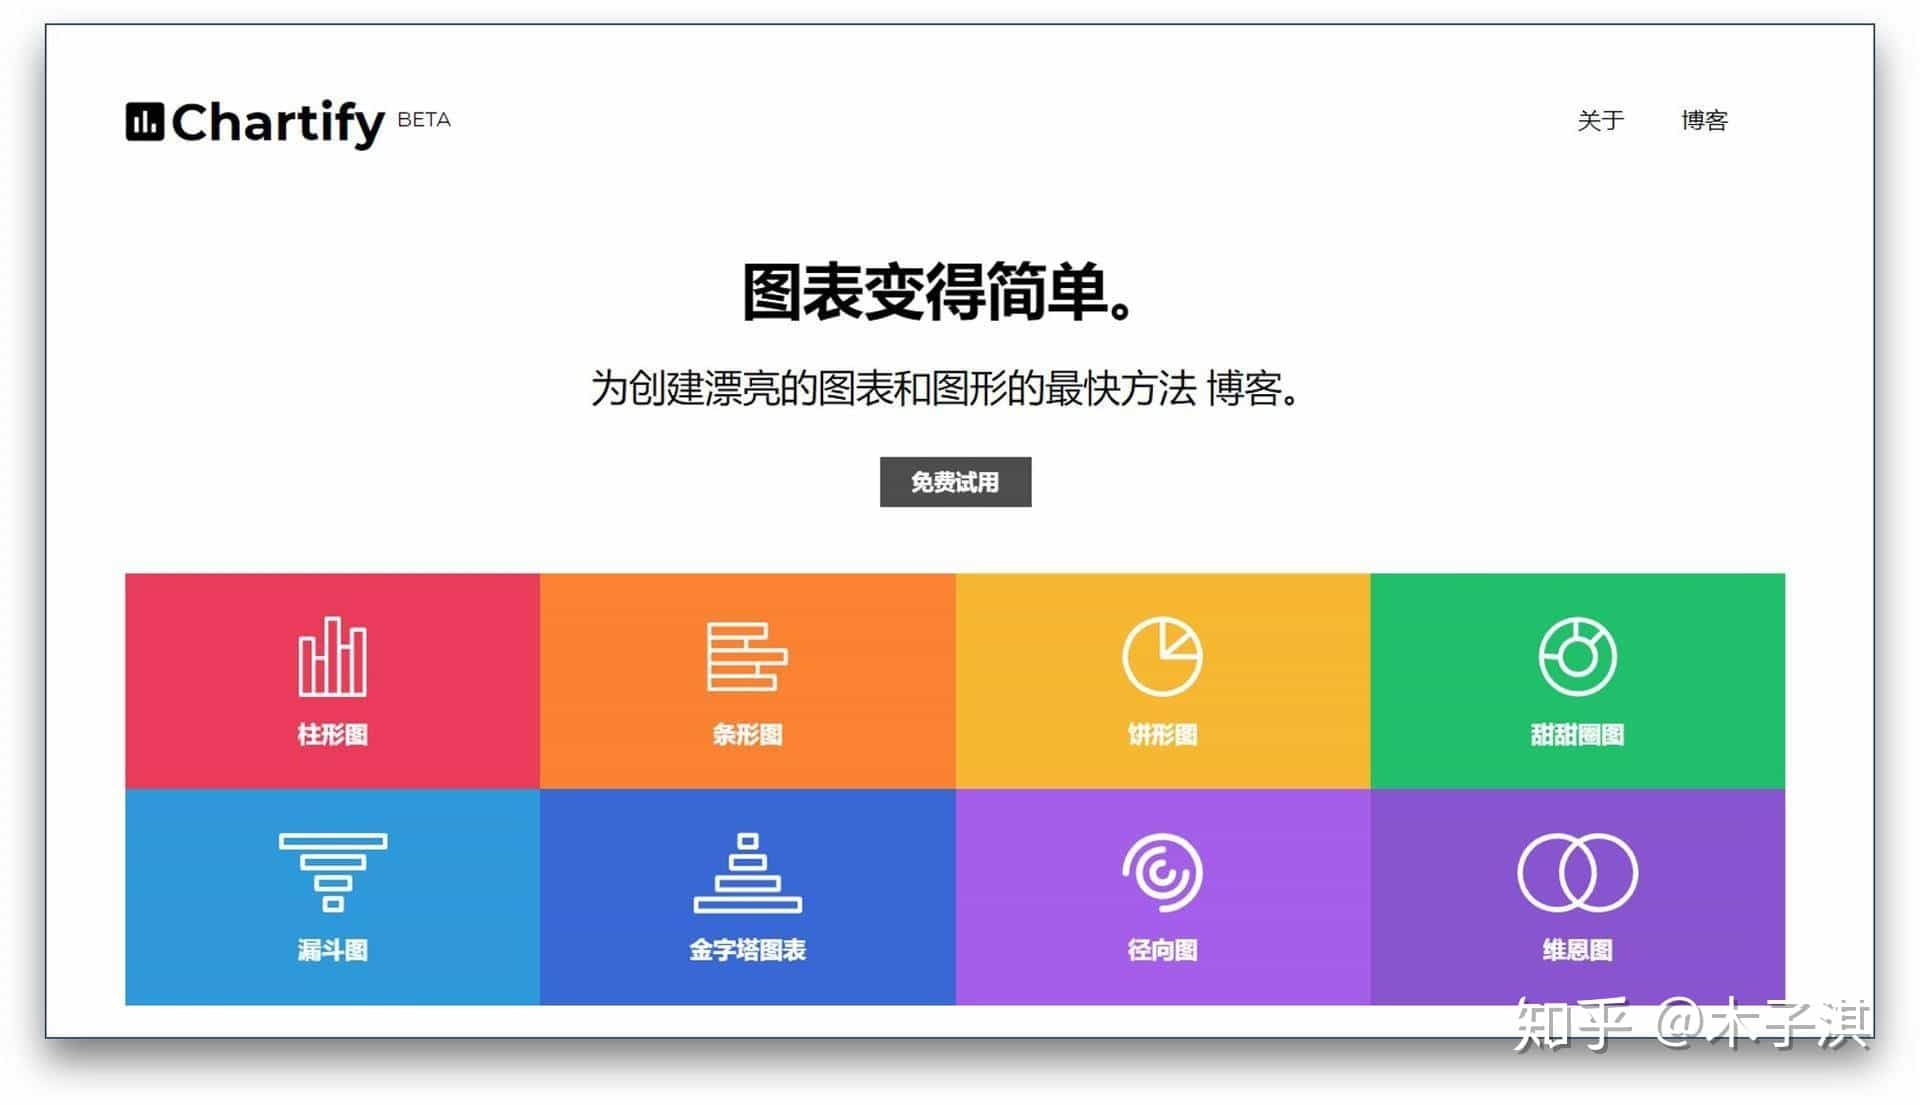 Chartify BETA 关于 博客
图表变得简单。
为创建漂亮的图表和图形的最快方法 博客。
免费试用
柱形图 条形图 饼形图 甜甜圈图
漏斗图 金字塔图表 径向图 维恩图
知乎 @木子淇